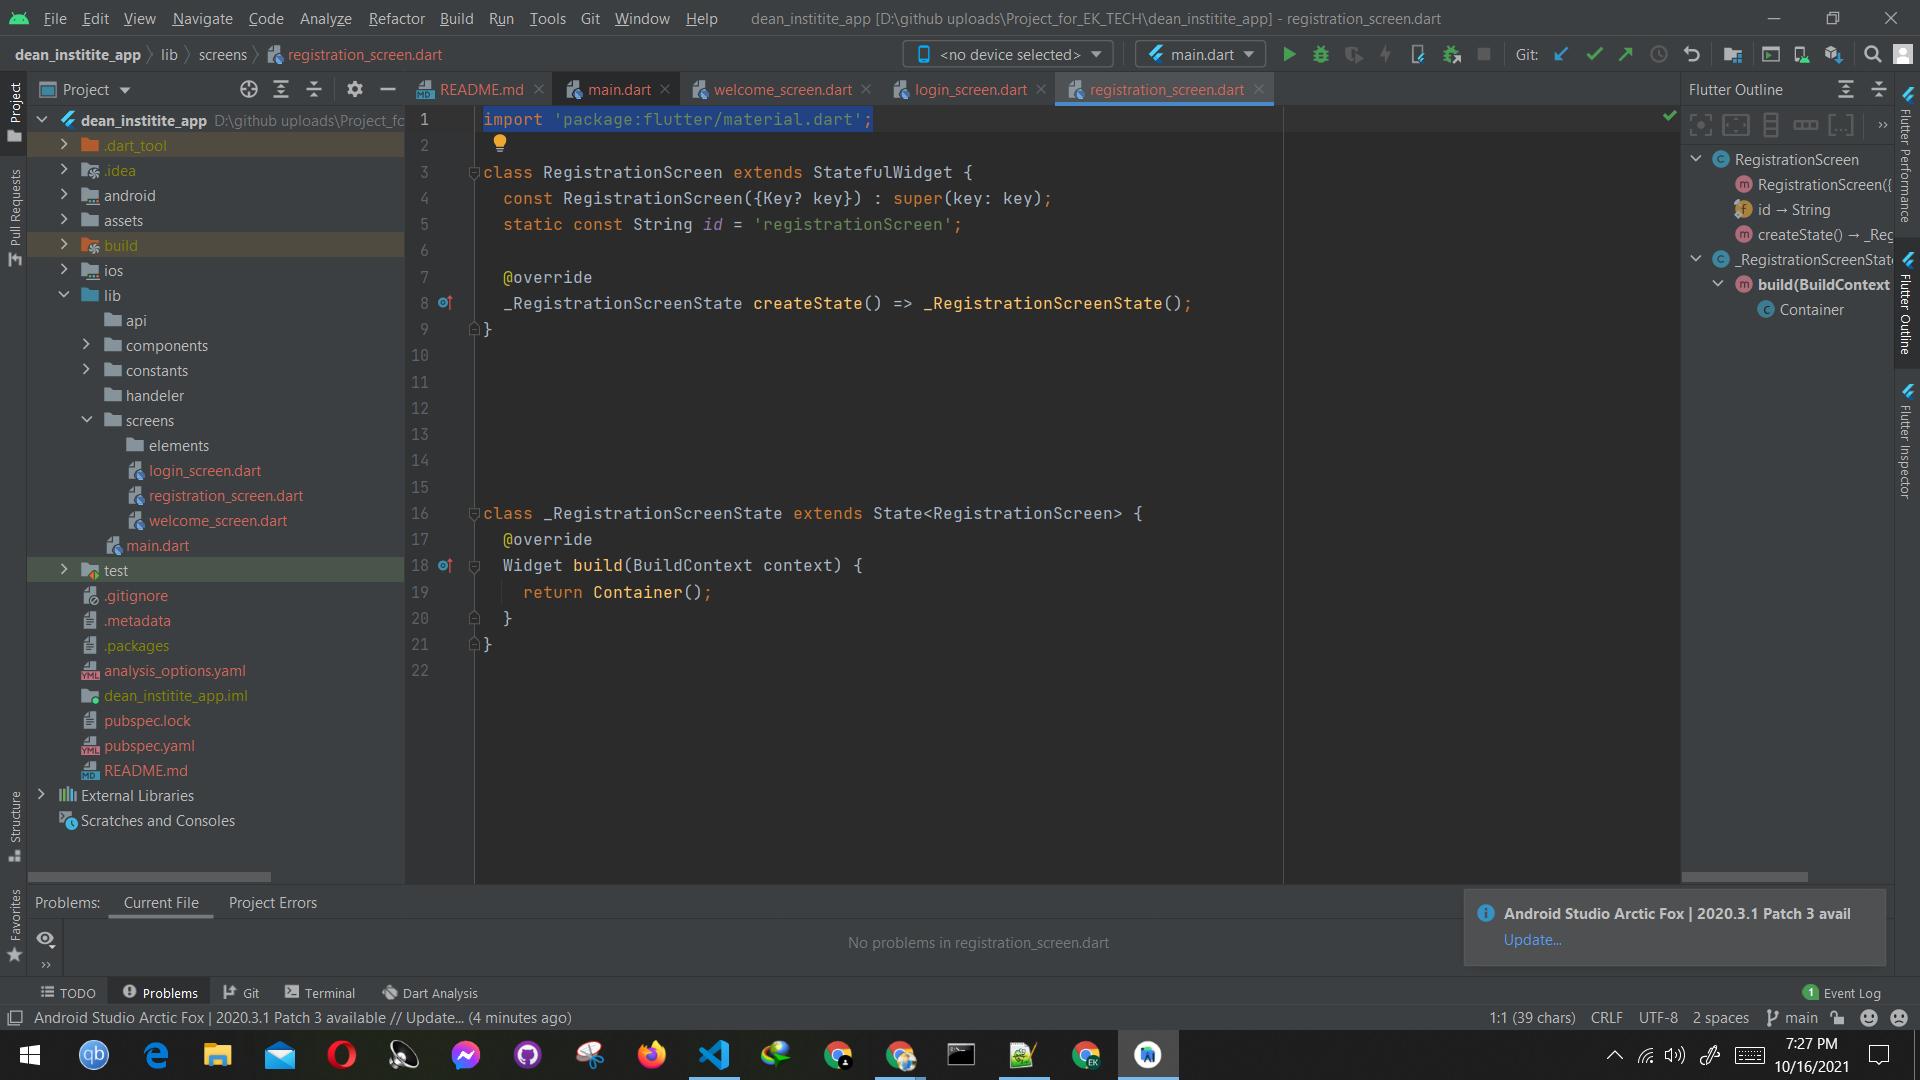 File Edit View Navigate Code Analyze Refactor Build Run Tools Git Window Help dean_institite_app [D:\github uploads\Project_for_EK_TECH\dean_institite_app] - registration_screen.dart
dean_institite_app lib screens registration_screen.dart <no device selected> main.dart Git:
Project README.md main.dart welcome_screen.dart login_screen.dart registration_screen.dart Flutter Outline
dean_institite_app D:\github uploads\Project_fc
.dart_tool
.idea
android
assets
build
ios
lib
api
components
constants
handeler
screens
elements
login_screen.dart
registration_screen.dart
welcome_screen.dart
main.dart
test
.gitignore
.metadata
.packages
analysis_options.yaml
dean_institite_app.iml
pubspec.lock
pubspec.yaml
README.md
External Libraries
Scratches and Consoles
Project
Pull Requests
Structure
Favorites
1 import 'package:flutter/material.dart';
2
3 class RegistrationScreen extends StatefulWidget {
4 const RegistrationScreen({Key? key}) : super(key: key);
5 static const String id = 'registrationScreen';
6
7 @override
8 _RegistrationScreenState createState() => _RegistrationScreenState();
9 }
10
11
12
13
14
15
16 class _RegistrationScreenState extends State<RegistrationScreen> {
17 @override
18 Widget build(BuildContext context) {
19 return Container();
20 }
21 }
22
RegistrationScreen
RegistrationScreen({
id → String
createState() → _Reg
_RegistrationScreenState
build(BuildContext
Container
Flutter Performance
Flutter Outline
Flutter Inspector
Problems: Current File Project Errors
No problems in registration_screen.dart
Android Studio Arctic Fox | 2020.3.1 Patch 3 avail
Update...
TODO Problems Git Terminal Dart Analysis 1 Event Log
Android Studio Arctic Fox | 2020.3.1 Patch 3 available // Update... (4 minutes ago) 1:1 (39 chars) CRLF UTF-8 2 spaces main
qb EK 7:27 PM
10/16/2021